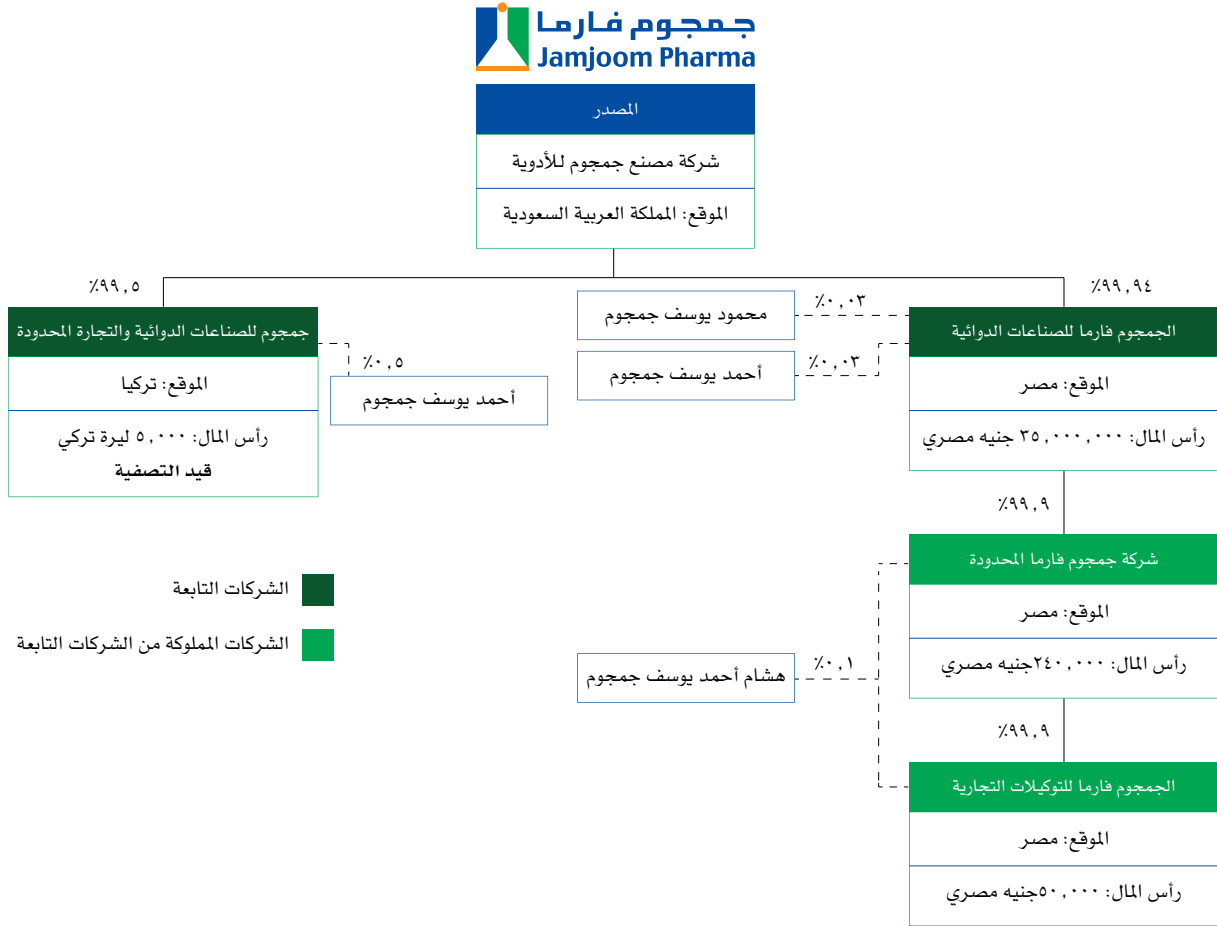 جمجوم فارما
Jamjoom Pharma
المصدر
شركة مصنع جمجوم للأدوية
الموقع: المملكة العربية السعودية
٪٩٩,٩٤
الجمجوم فارما للصناعات الدوائية
الموقع: مصر
رأس المال: ٣٥,٠٠٠,٠٠٠ جنيه مصري
٪٠,٠٣
محمود يوسف جمجوم
٪٠,٠٣
أحمد يوسف جمجوم
٪٩٩,٥
جمجوم للصناعات الدوائية والتجارة المحدودة
الموقع: تركيا
رأس المال: ٥,٠٠٠ ليرة تركي
قيد التصفية
٪٠,٥
أحمد يوسف جمجوم
٪٩٩,٩
شركة جمجوم فارما المحدودة
الموقع: مصر
رأس المال: ٢٤٠,٠٠٠جنيه مصري
٪٠,١
هشام أحمد يوسف جمجوم
٪٩٩,٩
الجمجوم فارما للتوكيلات التجارية
الموقع: مصر
رأس المال: ٥٠,٠٠٠جنيه مصري
الشركات التابعة
الشركات المملوكة من الشركات التابعة